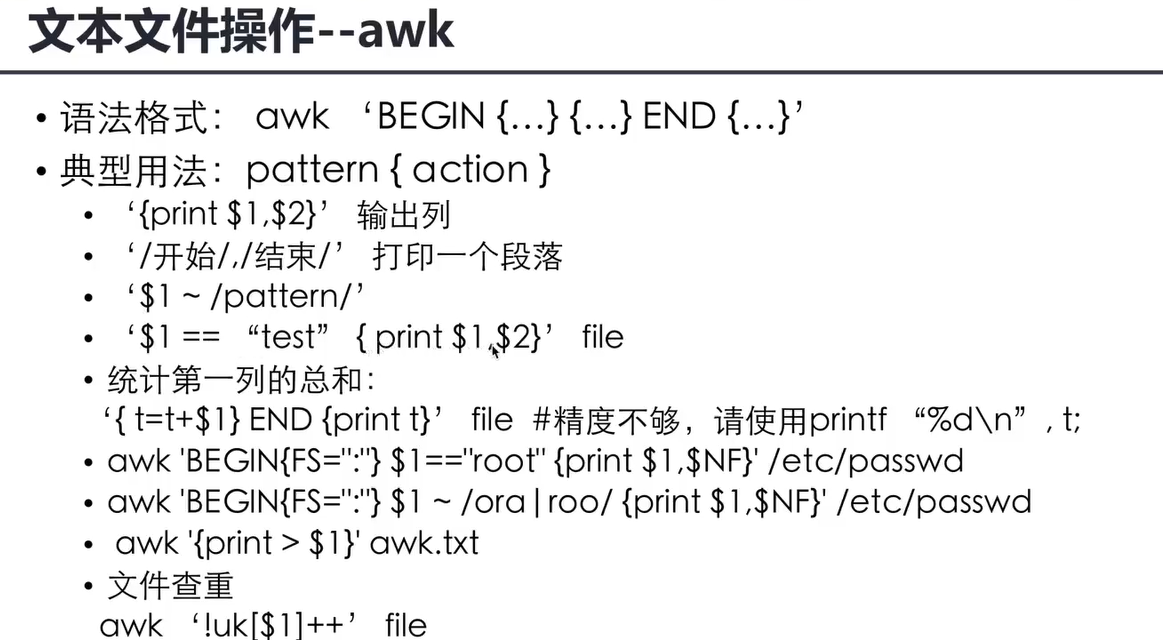 文本文件操作--awk
• 语法格式： awk ‘BEGIN {…} {…} END {…}’
• 典型用法：pattern { action }
• ‘{print $1,$2}’ 输出列
• ‘/开始/,/结束/’ 打印一个段落
• ‘$1 ~ /pattern/’
• ‘$1 == “test” { print $1,$2}’ file
• 统计第一列的总和：
‘{ t=t+$1} END {print t}’ file #精度不够，请使用printf “%d\n” , t;
• awk 'BEGIN{FS=":"} $1=="root" {print $1,$NF}' /etc/passwd
• awk 'BEGIN{FS=":"} $1 ~ /ora|roo/ {print $1,$NF}' /etc/passwd
• awk '{print > $1}' awk.txt
• 文件查重
awk ‘!uk[$1]++’ file